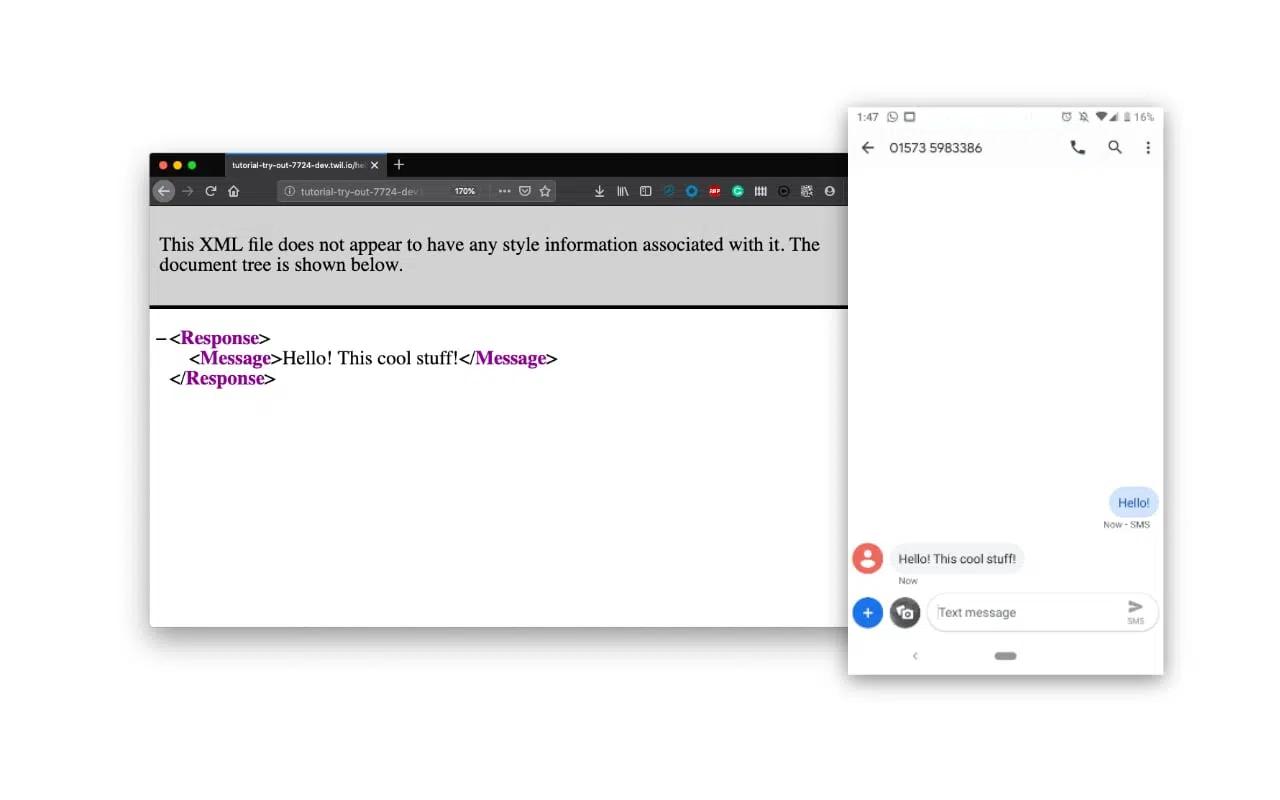 tutorial-try-out-7724-dev.twil.io/hel
tutorial-try-out-7724-dev
170%
ABP
This XML file does not appear to have any style information associated with it. The
document tree is shown below.
–<Response>
<Message>Hello! This cool stuff!</Message>
</Response>
1:47
16%
01573 5983386
Hello!
Now - SMS
Hello! This cool stuff!
Now
Text message
SMS